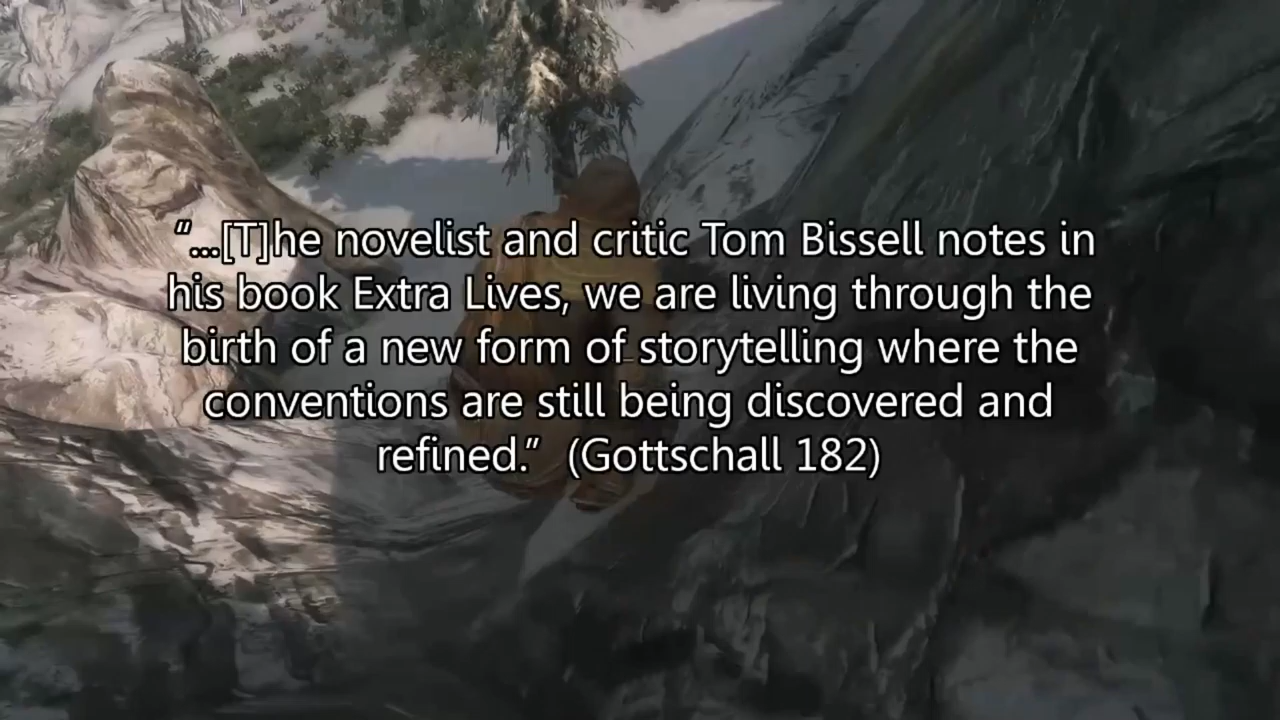 “...[T]he novelist and critic Tom Bissell notes in
his book Extra Lives, we are living through the
birth of a new form of storytelling where the
conventions are still being discovered and
refined.”  (Gottschall 182)